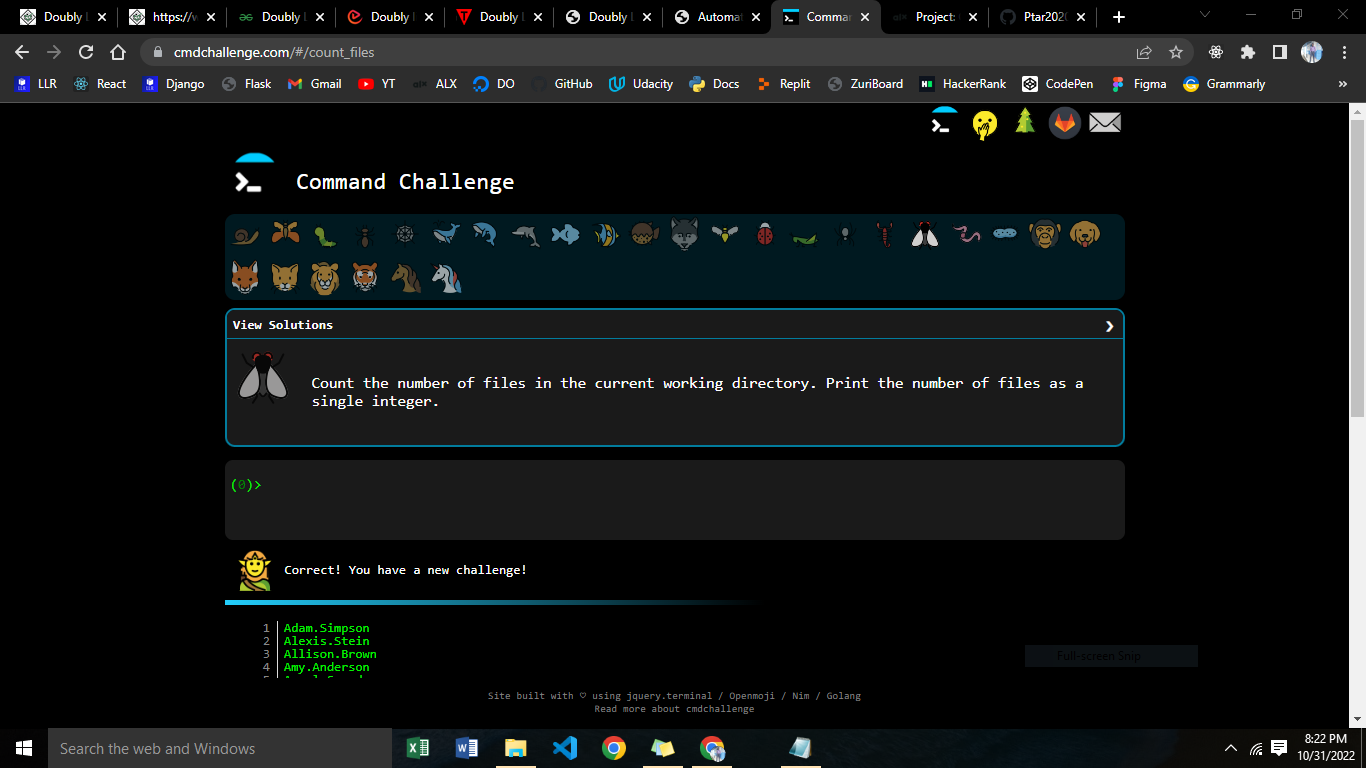 Doubly
https://w
Doubly
Doubly
Doubly
Doubly
Automat
Comman
Project:
Ptar202
cmdchallenge.com/#/count_files
LLR
React
Django
Flask
Gmail
YT
ALX
DO
GitHub
Udacity
Docs
Replit
ZuriBoard
HackerRank
CodePen
Figma
Grammarly
»
Command Challenge
View Solutions
Count the number of files in the current working directory. Print the number of files as a
single integer.
(0)>
Correct! You have a new challenge!
1 Adam.Simpson
2 Alexis.Stein
3 Allison.Brown
4 Amy.Anderson
Full-screen Snip
Site built with ♡ using jquery.terminal / Openmoji / Nim / Golang
Read more about cmdchallenge
Search the web and Windows
8:22 PM
10/31/2022